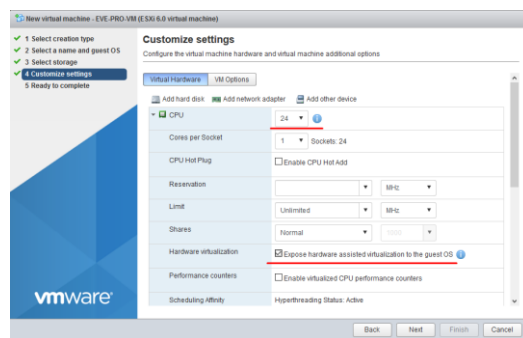 New virtual machine - EVE-PRO-VM (ESXi 6.0 virtual machine)
1 Select creation type
2 Select a name and guest OS
3 Select storage
4 Customize settings
5 Ready to complete
Customize settings
Configure the virtual machine hardware and virtual machine additional options
Virtual Hardware VM Options
Add hard disk Add network adapter Add other device
CPU 24
Cores per Socket 1 Sockets: 24
CPU Hot Plug Enable CPU Hot Add
Reservation MHz
Limit Unlimited MHz
Shares Normal
Hardware virtualization Expose hardware assisted virtualization to the guest OS
Performance counters Enable virtualized CPU performance counters
Scheduling Affinity Hyperthreading Status: Active
vmware
Back Next Finish Cancel